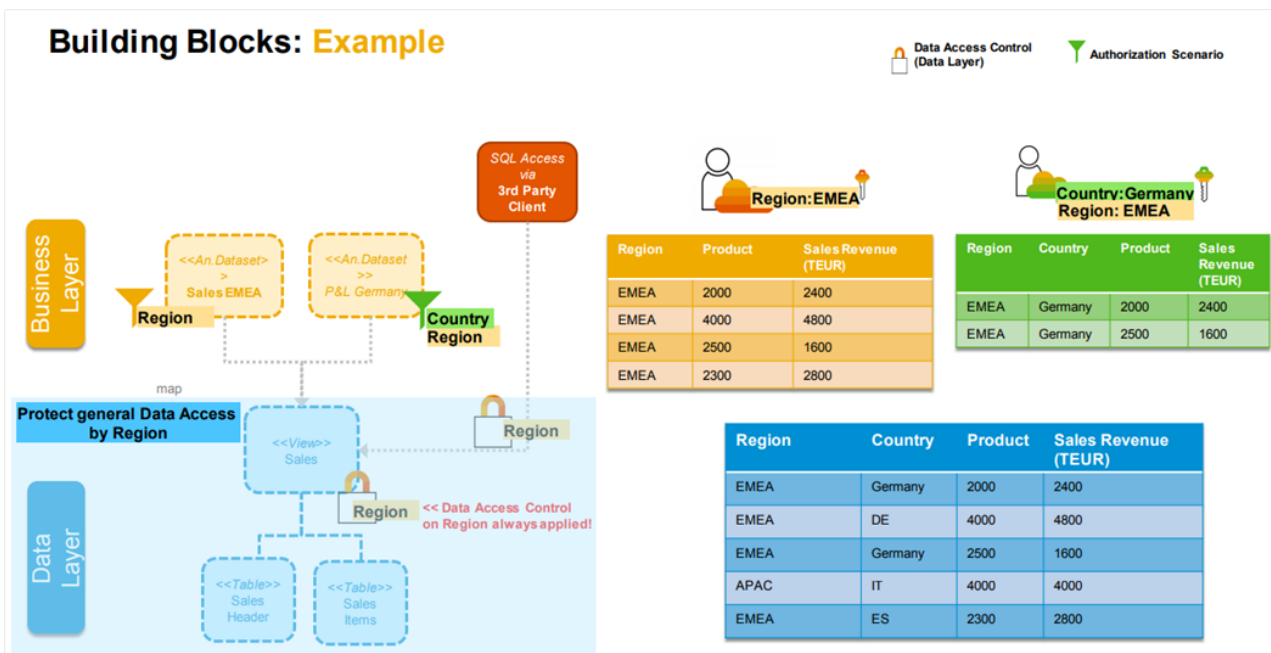 Building Blocks: Example
Data Access Control
(Data Layer)
Authorization Scenario
SQL Access
via
3rd Party
Client
Business
Layer
<<An.Dataset>
>
Sales EMEA
<<An.Dataset
>>
P&L Germany
Region
Country
Region
map
Protect general Data Access
by Region
<<View>>
Sales
Region
Region
<< Data Access Control
on Region always applied!
Data
Layer
<<Table>>
Sales
Header
<<Table>>
Sales
Items
Region:EMEA
Region Product Sales Revenue
(TEUR)
EMEA 2000 2400
EMEA 4000 4800
EMEA 2500 1600
EMEA 2300 2800
Country:Germany
Region: EMEA
Region Country Product Sales
Revenue
(TEUR)
EMEA Germany 2000 2400
EMEA Germany 2500 1600
Region Country Product Sales Revenue
(TEUR)
EMEA Germany 2000 2400
EMEA DE 4000 4800
EMEA Germany 2500 1600
APAC IT 4000 4000
EMEA ES 2300 2800